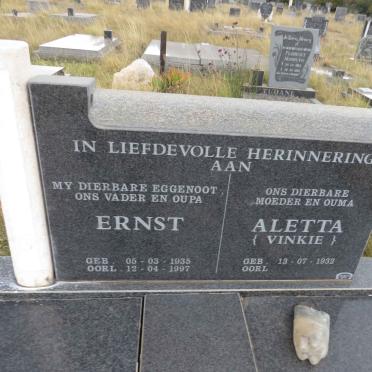 IN LIEFDEVOLLE HERINNERING
AAN
MY DIERBARE EGGENOOT
ONS VADER EN OUPA
ERNST
GEB . 05-03-1935
OORL . 12-04-1997
ONS DIERBARE
MOEDER EN OUMA
ALETTA
{ VINKIE }
GEB . 13-07-1932
OORL